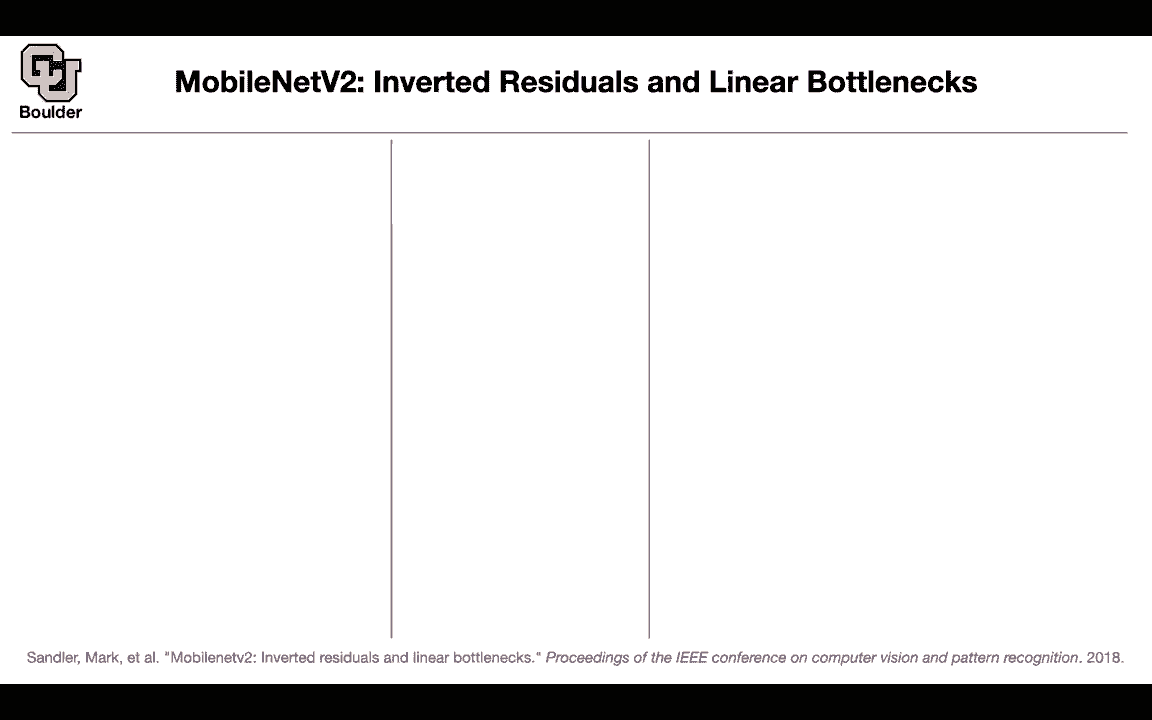 MobileNetV2: Inverted Residuals and Linear Bottlenecks
Boulder
Sandler, Mark, et al. "Mobilenetv2: Inverted residuals and linear bottlenecks." Proceedings of the IEEE conference on computer vision and pattern recognition. 2018.